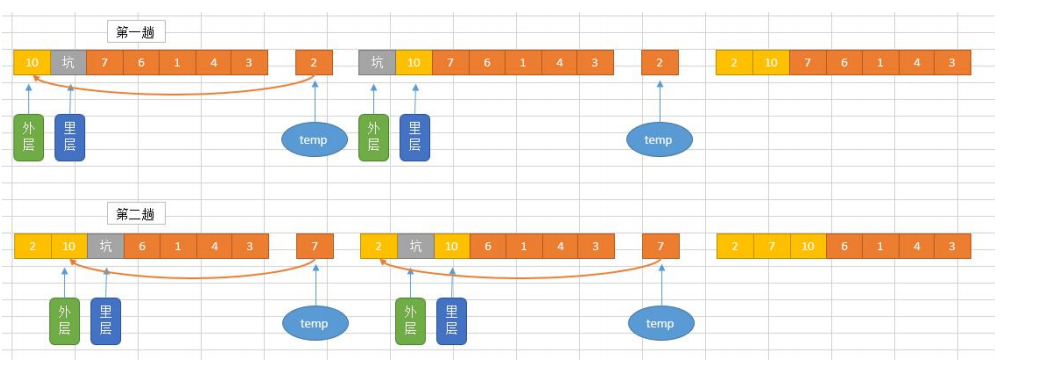 第一趟
10 坑 7 6 1 4 3 2 坑 10 7 6 1 4 3 2 2 10 7 6 1 4 3
外层 里层 temp 外层 里层 temp
第二趟
2 10 坑 6 1 4 3 7 2 坑 10 6 1 4 3 7 2 7 10 6 1 4 3
外层 里层 temp 外层 里层 temp